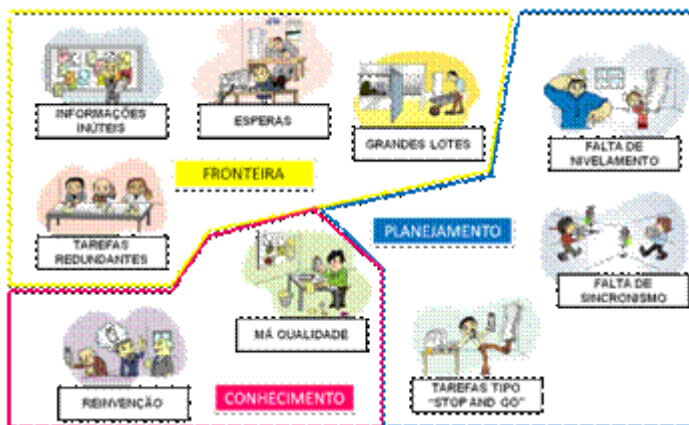 INFORMAÇÕES
INÚTEIS
ESPERAS
GRANDES LOTES
FALTA DE
NIVELAMENTO
FRONTEIRA
TAREFAS
REDUNDANTES
PLANEJAMENTO
FALTA DE
SINCRONISMO
MÁ QUALIDADE
REINVENÇÃO
CONHECIMENTO
TAREFAS TIPO
“STOP AND GO”